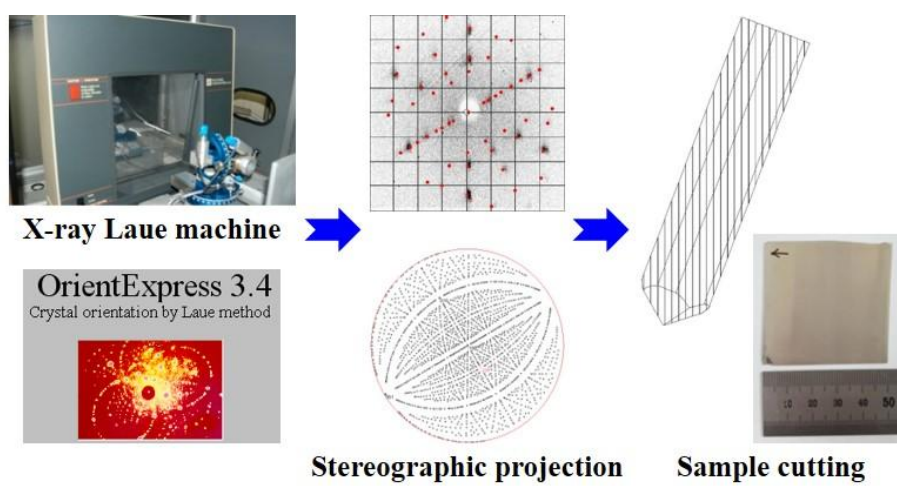 X-ray Laue machine
OrientExpress 3.4
Crystal orientation by Laue method
Stereographic projection
Sample cutting
10 20 30 40 50